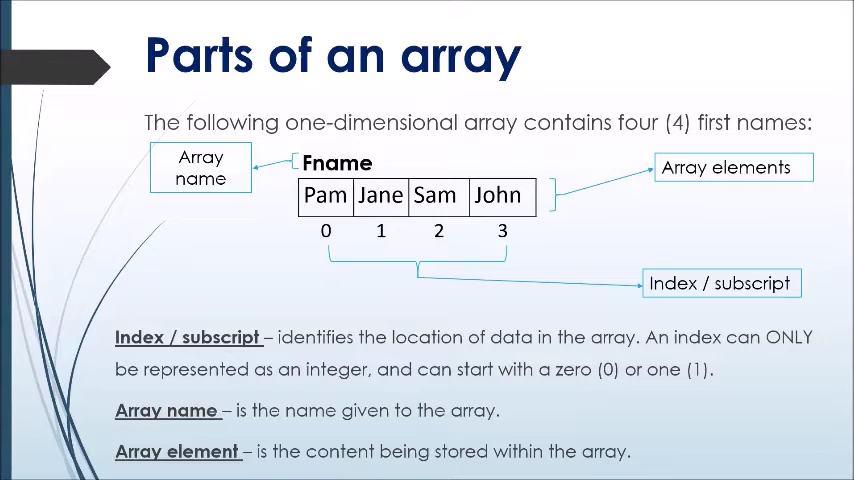 Parts of an array
The following one-dimensional array contains four (4) first names:
Array
name
Fname
Array elements
Pam Jane Sam John
0 1 2 3
Index / subscript
Index / subscript – identifies the location of data in the array. An index can ONLY
be represented as an integer, and can start with a zero (0) or one (1).
Array name – is the name given to the array.
Array element – is the content being stored within the array.